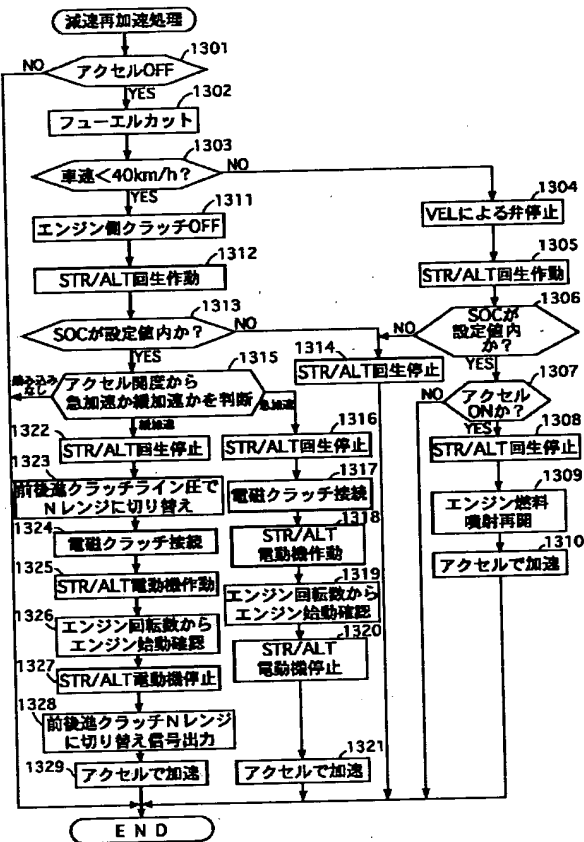 減速再加速処理
1301
アクセルOFF
NO
YES
1302
フューエルカット
1303
車速<40km/h?
NO
YES
1304
VELによる弁停止
1305
STR/ALT回生作動
1306
SOCが
設定値内
か?
NO
YES
1307
アクセル
ONか?
NO
YES
1308
STR/ALT回生停止
1309
エンジン燃料
噴射再開
1310
アクセルで加速
1311
エンジン側クラッチOFF
1312
STR/ALT回生作動
1313
SOCが設定値内か?
NO
YES
1314
STR/ALT回生停止
1315
アクセル開度から
急加速か緩加速かを判断
踏み込み
なし
緩加速
急加速
1316
STR/ALT回生停止
1317
電磁クラッチ接続
1318
STR/ALT
電動機作動
1319
エンジン回転数から
エンジン始動確認
1320
STR/ALT
電動機停止
1321
アクセルで加速
1322
STR/ALT回生停止
1323
前後進クラッチライン圧で
Nレンジに切り替え
1324
電磁クラッチ接続
1325
STR/ALT電動機作動
1326
エンジン回転数から
エンジン始動確認
1327
STR/ALT電動機停止
1328
前後進クラッチNレンジ
に切り替え信号出力
1329
アクセルで加速
END